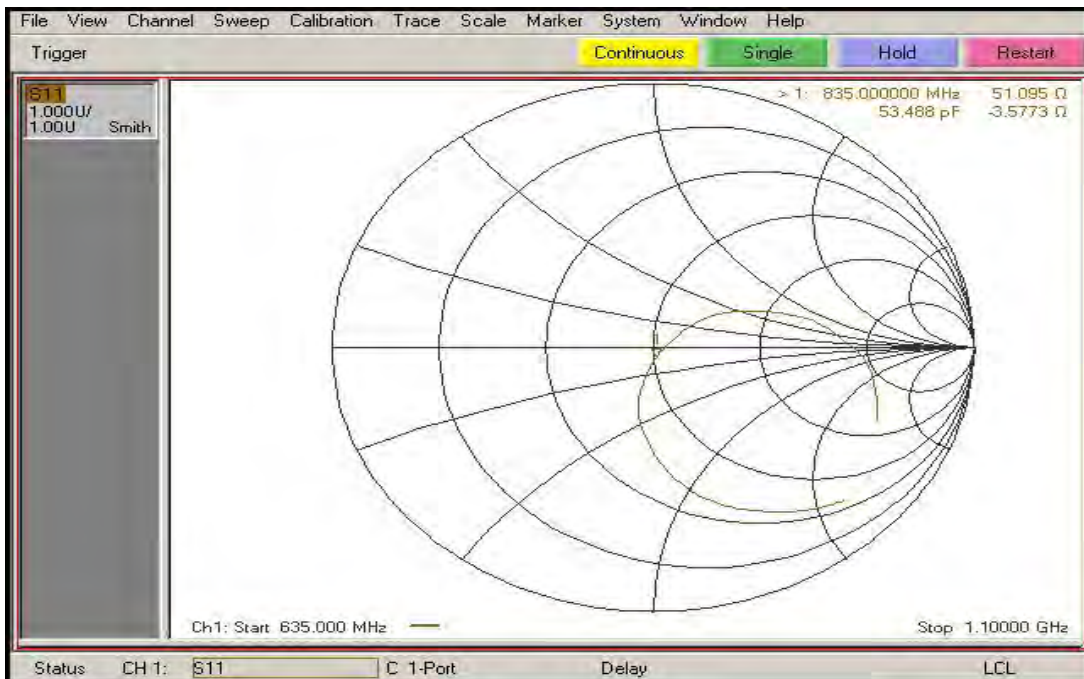 File View Channel Sweep Calibration Trace Scale Marker System Window Help
Trigger Continuous Single Hold Restart
S11
1.000U/
1.00U Smith
> 1: 835.000000 MHz 51.095 Ω
53.488 pF -3.5773 Ω
Ch1: Start 635.000 MHz Stop 1.10000 GHz
Status CH 1: S11 C 1-Port Delay LCL